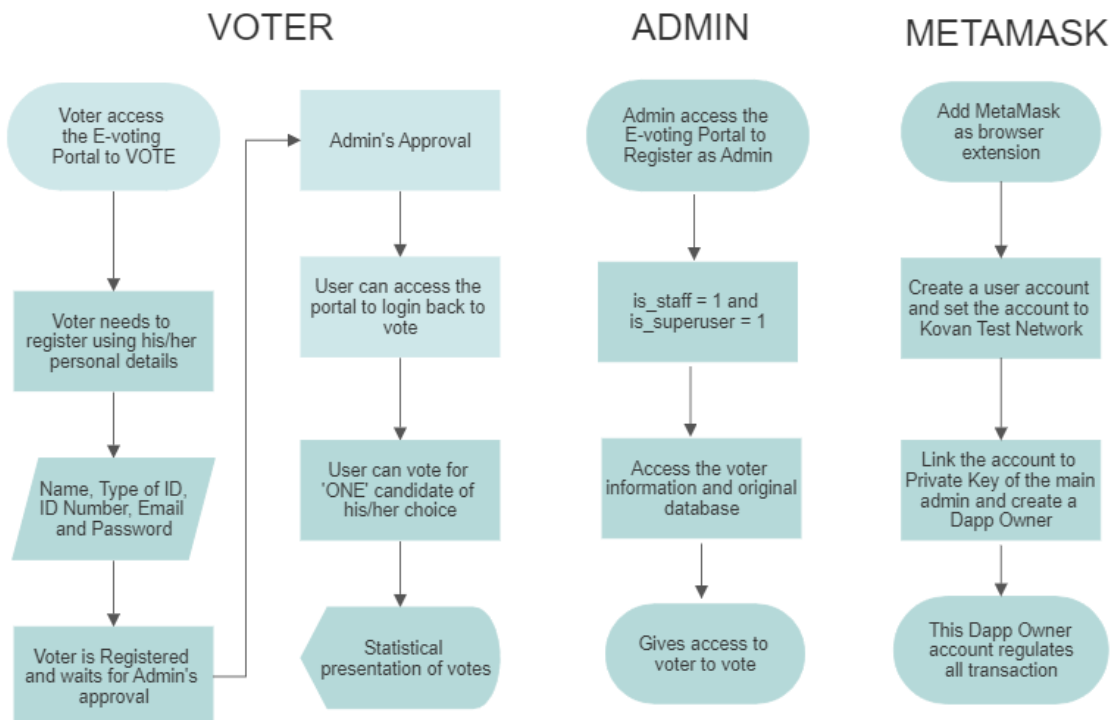 VOTER
Voter access
the E-voting
Portal to VOTE
Voter needs to
register using his/her
personal details
Name, Type of ID,
ID Number, Email
and Password
Voter is Registered
and waits for Admin's
approval
Admin's Approval
User can access the
portal to login back to
vote
User can vote for
'ONE' candidate of
his/her choice
Statistical
presentation of votes
ADMIN
Admin access the
E-voting Portal to
Register as Admin
is_staff = 1 and
is_superuser = 1
Access the voter
information and original
database
Gives access to
voter to vote
METAMASK
Add MetaMask
as browser
extension
Create a user account
and set the account to
Kovan Test Network
Link the account to
Private Key of the main
admin and create a
Dapp Owner
This Dapp Owner
account regulates
all transaction